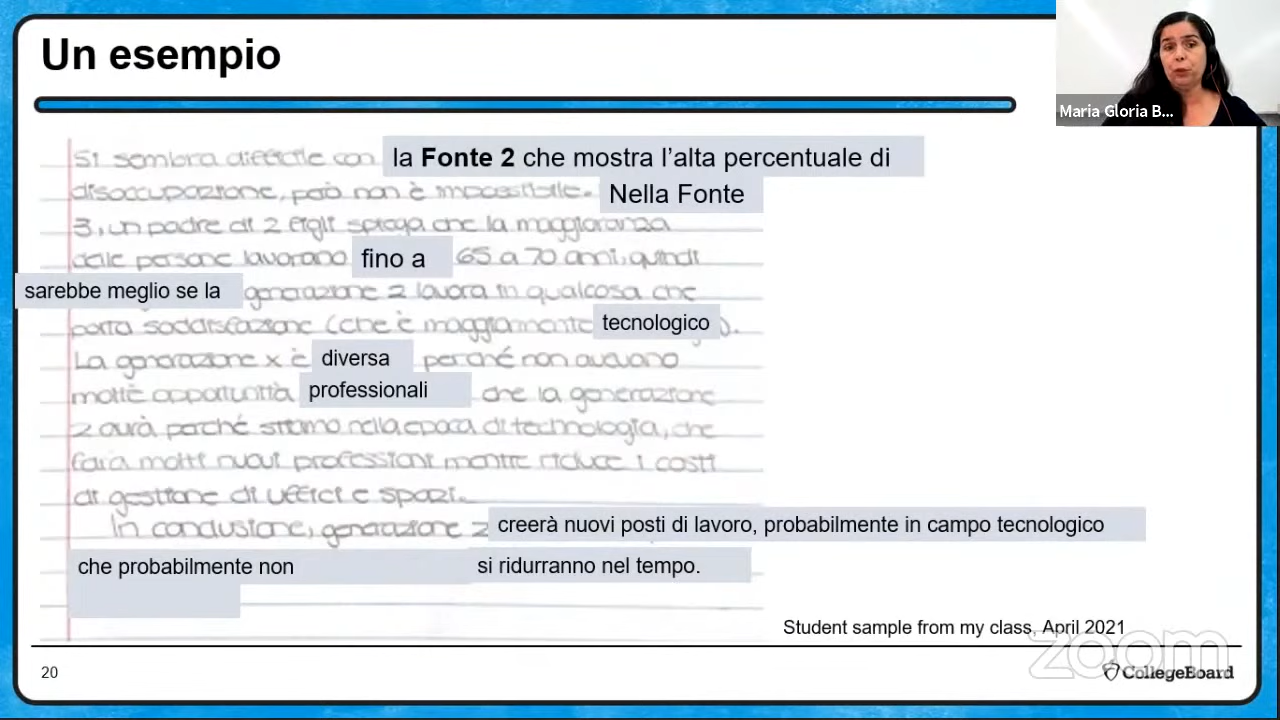 Un esempio
Maria Gloria B...
Si sembra difficile con la Fonte 2 che mostra l’alta percentuale di
disoccupazione, però non è impossibile. Nella Fonte
3, un padre di 2 figli spiega che la maggioranza
delle persone lavorano fino a 65 a 70 anni, quindi
sarebbe meglio se la generazione z lavora in qualcosa che
porta soddisfazione (che è maggiamente tecnologico).
La generazione x è diversa perché non avevano
molte opportunità professionali che la generazione
z avrà perché stiamo nella epoca di technologia, che
farà molti nuovi professioni mentre riduce i costi
di gestione di uffici e spazi.
In conclusione, generazione z creerà nuovi posti di lavoro, probabilmente in campo tecnologico
che probabilmente non si ridurranno nel tempo.
Student sample from my class, April 2021
zoom
20
CollegeBoard